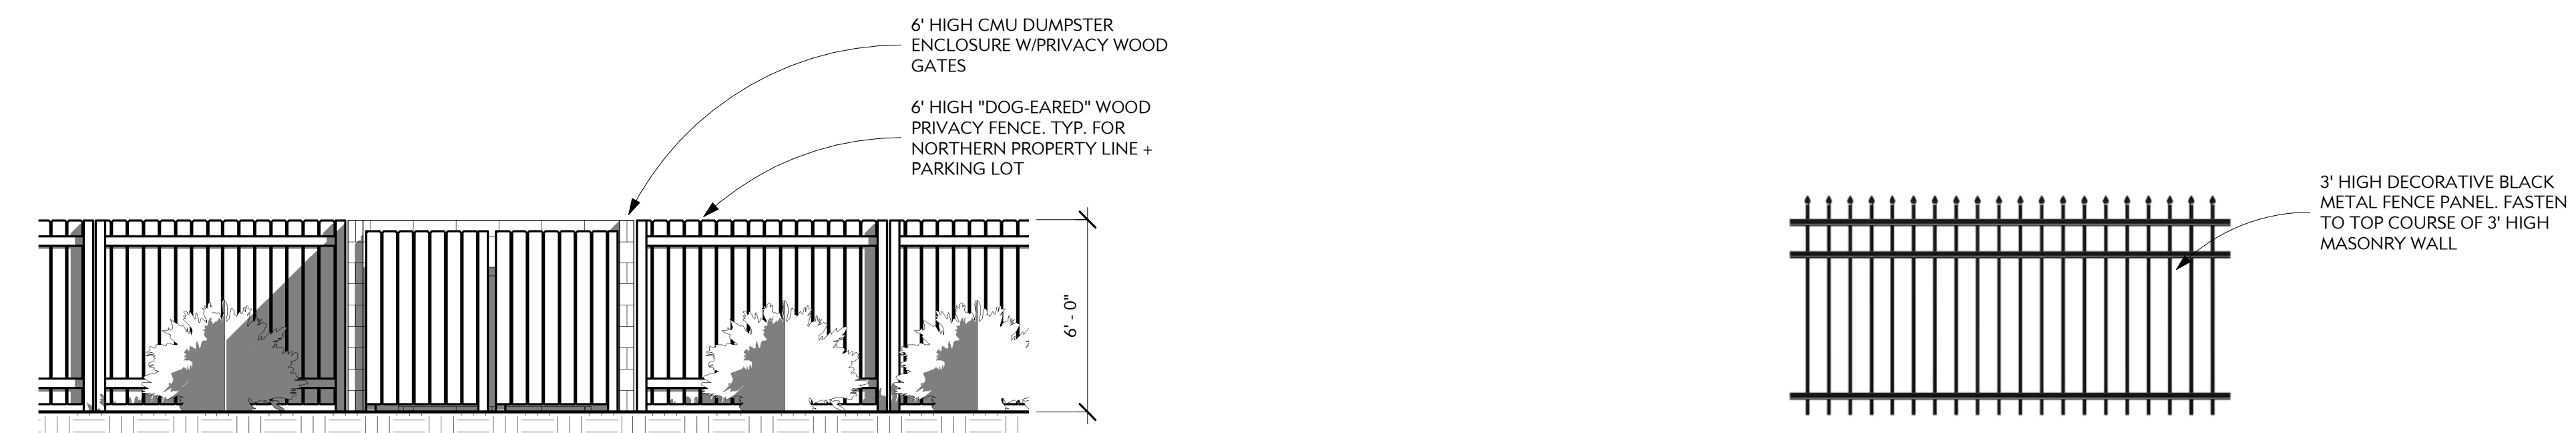 6' HIGH CMU DUMPSTER
ENCLOSURE W/PRIVACY WOOD
GATES
6' HIGH "DOG-EARED" WOOD
PRIVACY FENCE. TYP. FOR
NORTHERN PROPERTY LINE +
PARKING LOT
6' - 0"
3' HIGH DECORATIVE BLACK
METAL FENCE PANEL. FASTEN
TO TOP COURSE OF 3' HIGH
MASONRY WALL